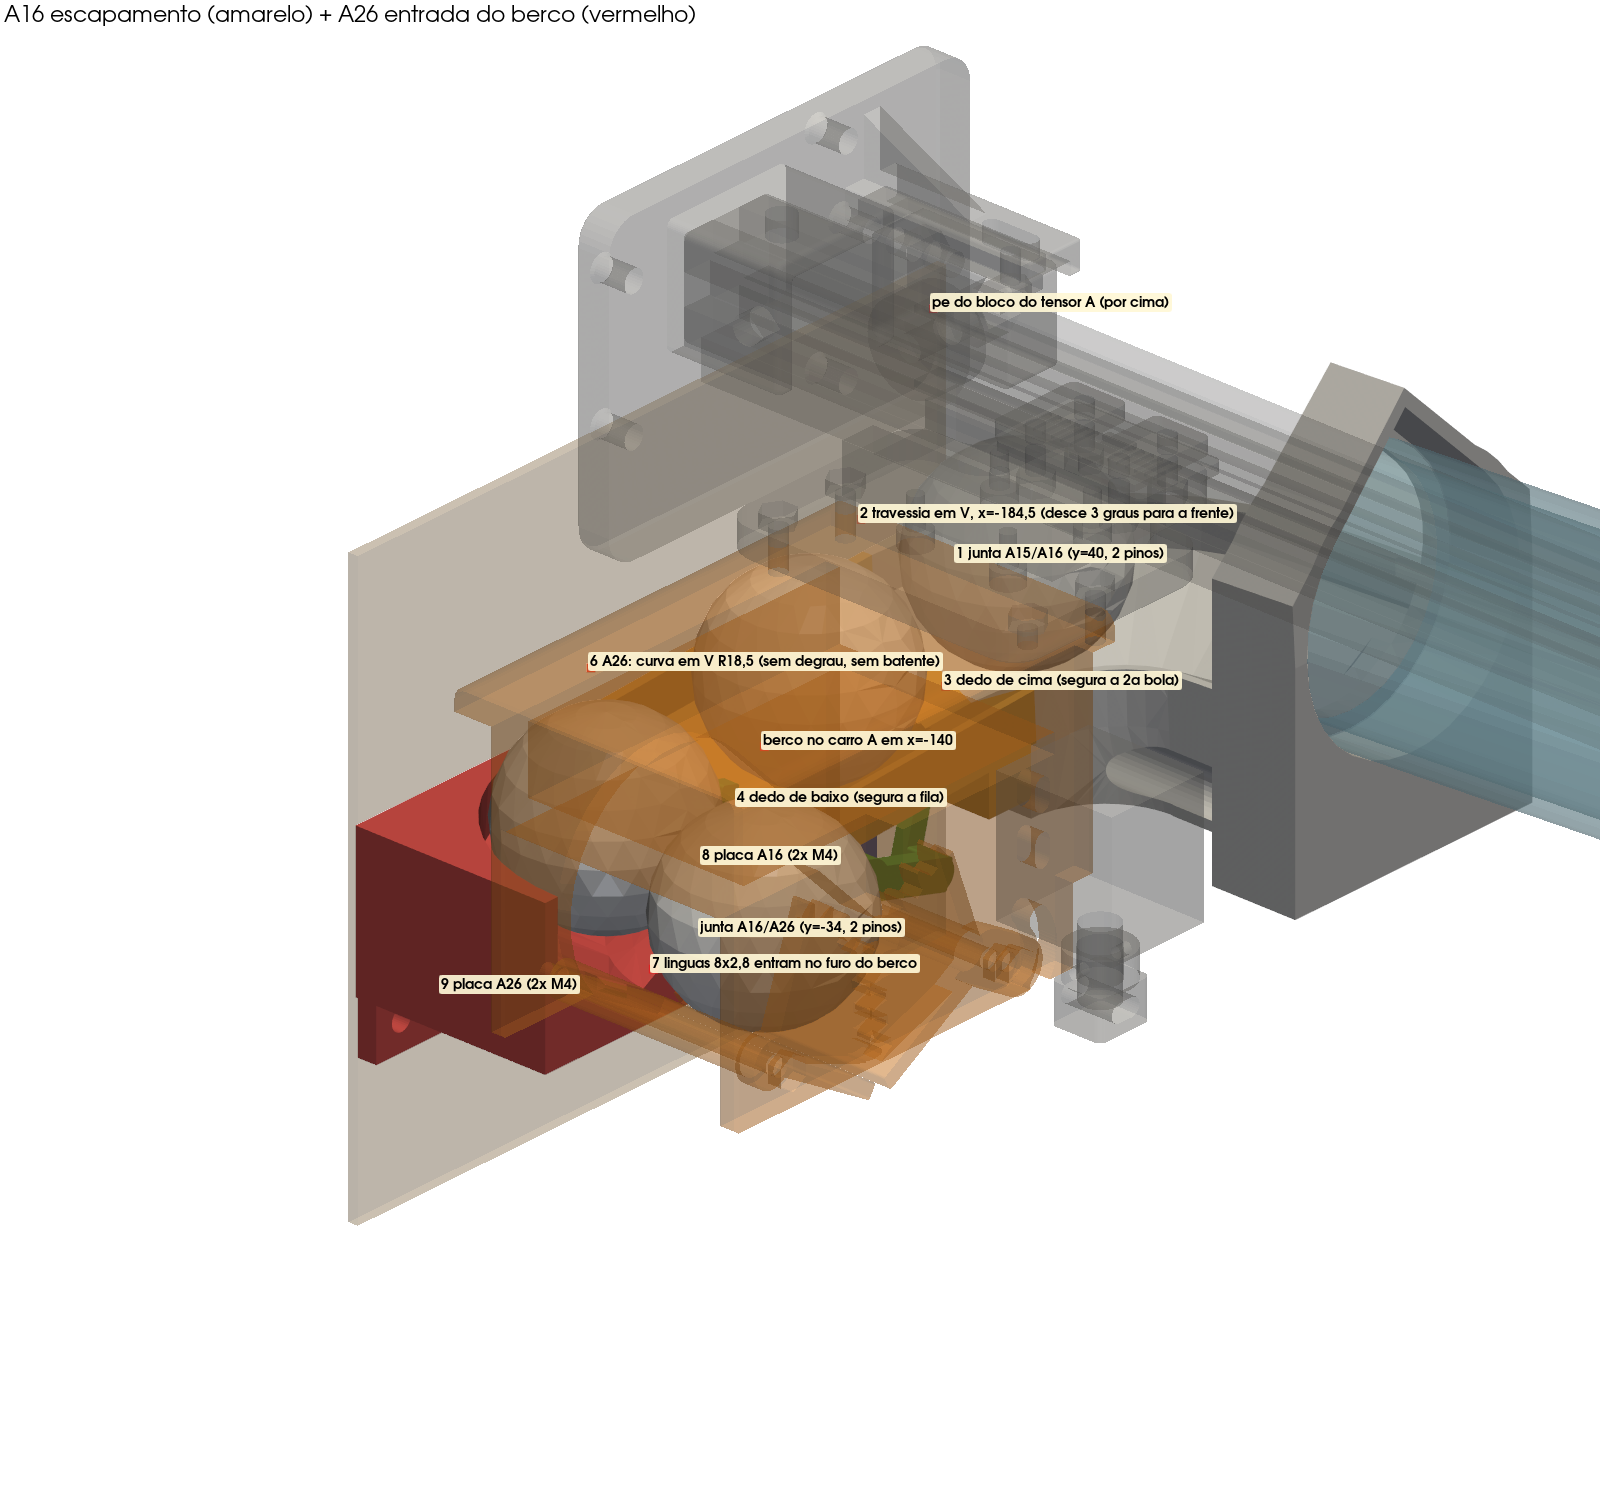 A16 escapamento (amarelo) + A26 entrada do berco (vermelho)
pe do bloco do tensor A (por cima)
2 travessia em V, x=-184,5 (desce 3 graus para a frente)
1 junta A15/A16 (y=40, 2 pinos)
6 A26: curva em V R18,5 (sem degrau, sem batente)
3 dedo de cima (segura a 2a bola)
berco no carro A em x=-140
4 dedo de baixo (segura a fila)
8 placa A16 (2x M4)
junta A16/A26 (y=-34, 2 pinos)
7 linguas 8x2,8 entram no furo do berco
9 placa A26 (2x M4)